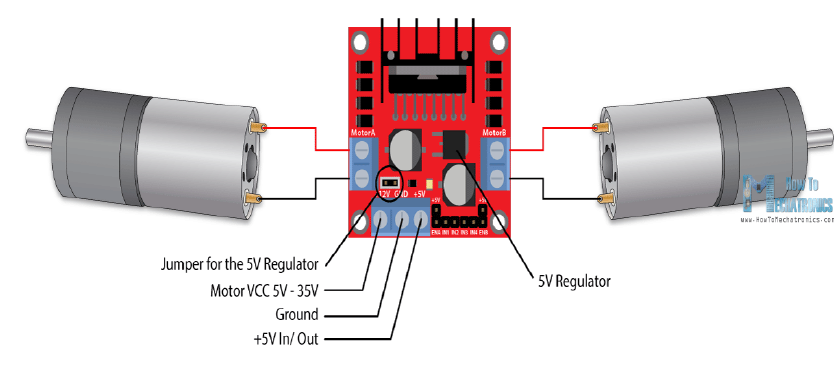 MotorA
MotorB
12V GND +5V
+5V +5V
ENA IN1 IN2 IN3 IN4 ENB
Jumper for the 5V Regulator
Motor VCC 5V - 35V
Ground
+5V In/ Out
5V Regulator
How To
Mechatronics
www.HowToMechatronics.com